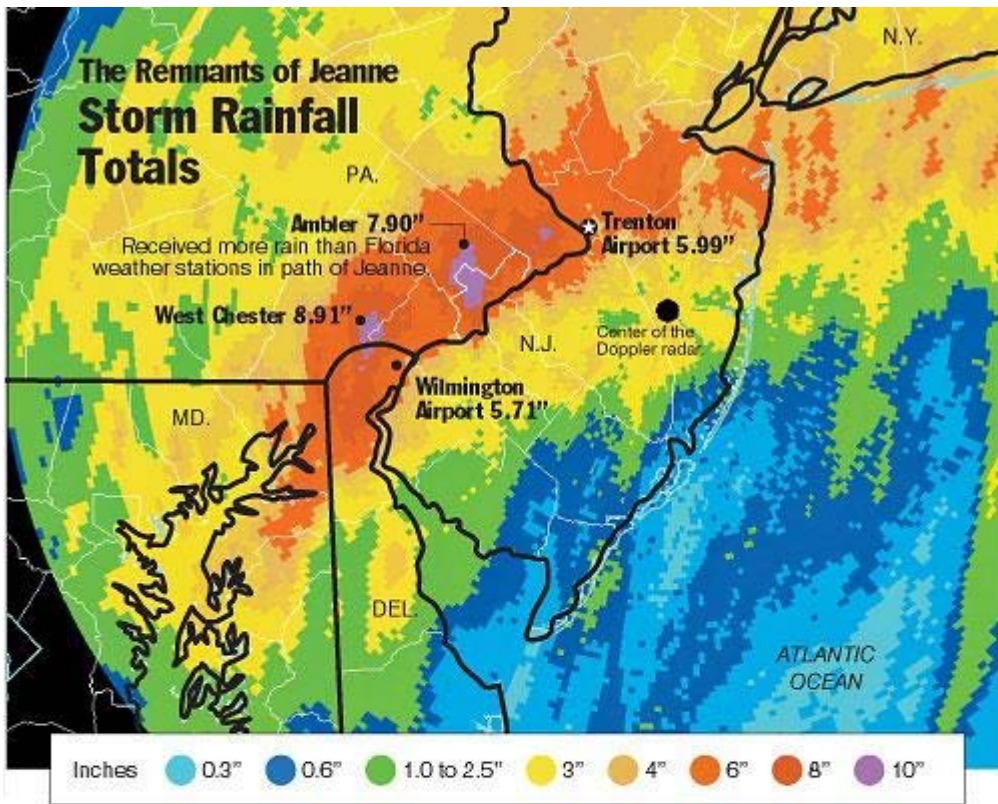 The Remnants of Jeanne
Storm Rainfall
Totals
N.Y.
PA.
Ambler 7.90”
Received more rain than Florida
weather stations in path of Jeanne.
Trenton
Airport 5.99”
West Chester 8.91”
N.J.
Center of the
Doppler radar.
Wilmington
Airport 5.71”
MD.
DEL.
ATLANTIC
OCEAN
Inches 0.3” 0.6” 1.0 to 2.5" 3” 4” 6” 8” 10”